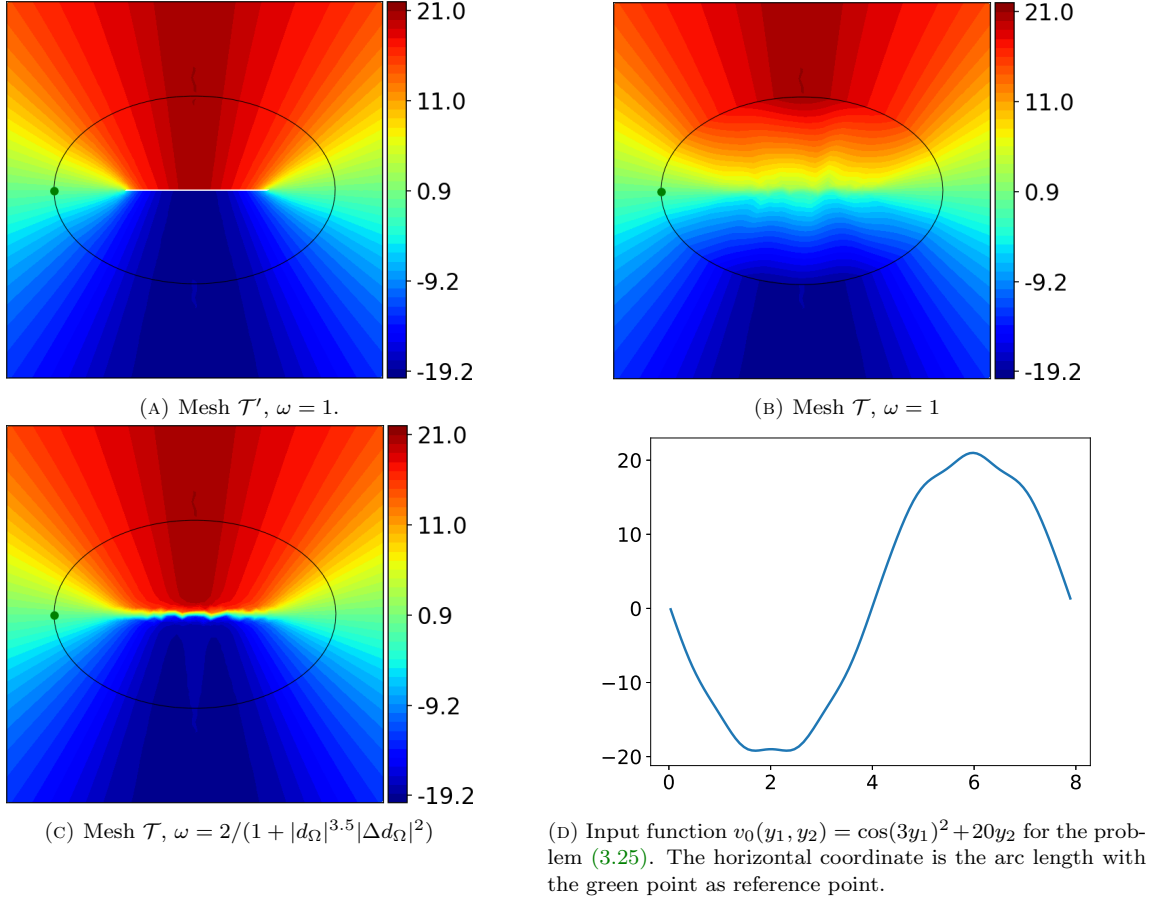 21.0
11.0
0.9
-9.2
-19.2
(A) Mesh 𝒯′, ω = 1.
21.0
11.0
0.9
-9.2
-19.2
(B) Mesh 𝒯, ω = 1
21.0
11.0
0.9
-9.2
-19.2
(C) Mesh 𝒯, ω = 2/(1 + |d_Ω|^{3.5}|Δd_Ω|^2)
20
10
0
−10
−20
0 2 4 6 8
(D) Input function v_0(y_1, y_2) = cos(3y_1)^2+20y_2 for the prob-
lem (3.25). The horizontal coordinate is the arc length with
the green point as reference point.